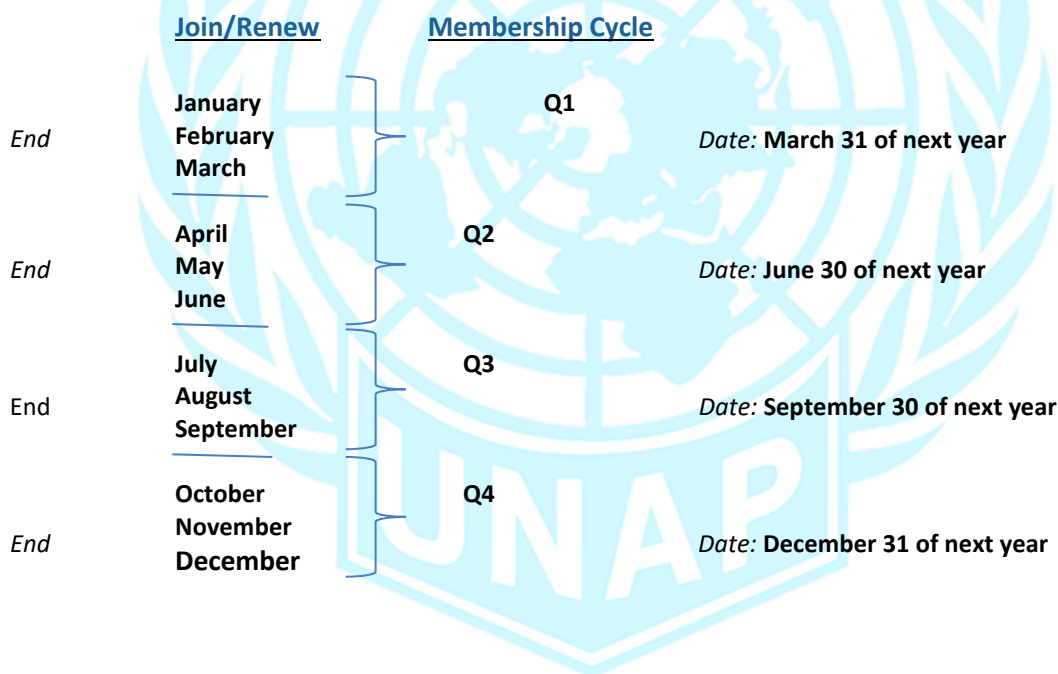 Join/Renew Membership Cycle
January Q1
End February Date: March 31 of next year
March
April Q2
End May Date: June 30 of next year
June
July Q3
End August Date: September 30 of next year
September
October Q4
November
End December Date: December 31 of next year
UNAP